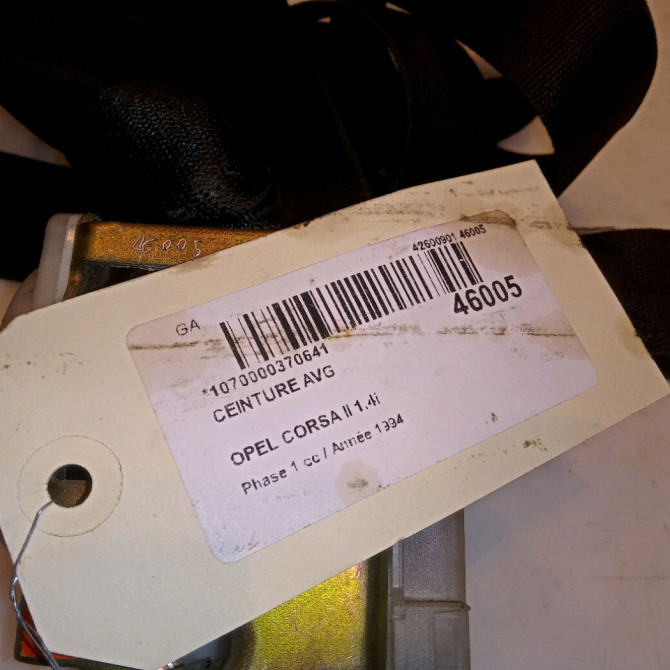 46005
42600901 46005
GA
46005
*1070000370641
CEINTURE AVG
OPEL CORSA II 1.4i
Phase 1 cc / Année 1994